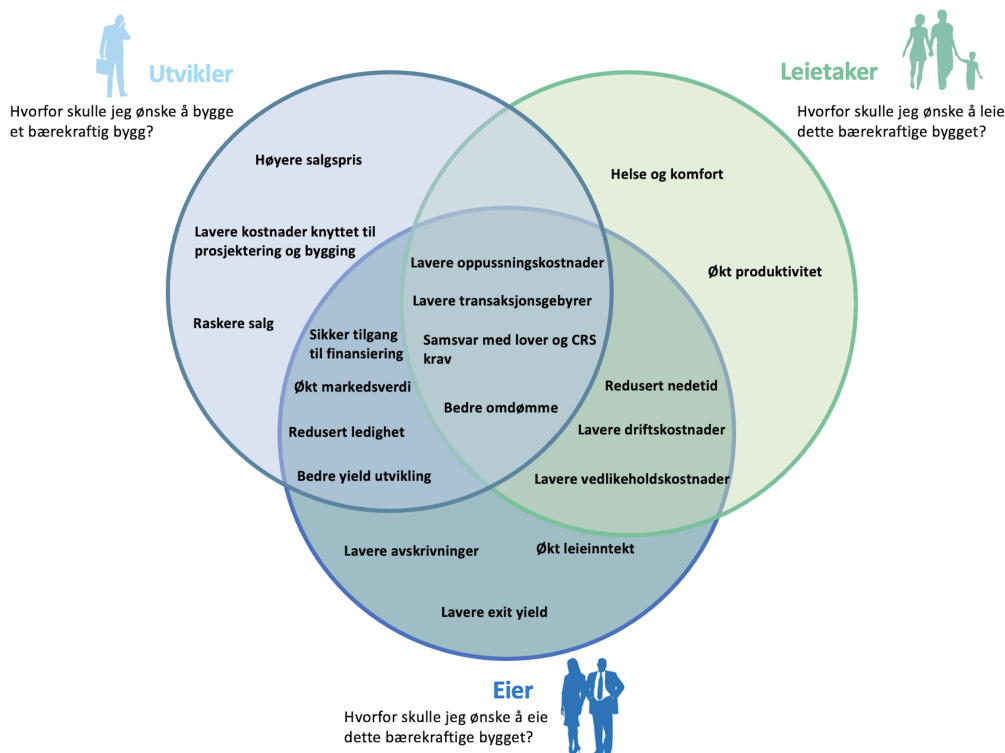 Utvikler
Hvorfor skulle jeg ønske å bygge
et bærekraftig bygg?
Leietaker
Hvorfor skulle jeg ønske å leie
dette bærekraftige bygget?
Høyere salgspris
Lavere kostnader knyttet til
prosjektering og bygging
Raskere salg
Helse og komfort
Økt produktivitet
Lavere oppussningskostnader
Lavere transaksjonsgebyrer
Samsvar med lover og CRS
krav
Bedre omdømme
Sikker tilgang
til finansiering
Økt markedsverdi
Redusert ledighet
Bedre yield utvikling
Redusert nedetid
Lavere driftskostnader
Lavere vedlikeholdskostnader
Lavere avskrivninger
Økt leieinntekt
Lavere exit yield
Eier
Hvorfor skulle jeg ønske å eie
dette bærekraftige bygget?